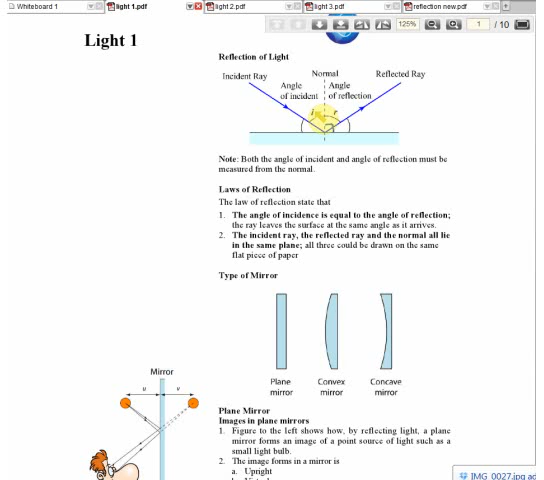 Whiteboard 1
light 1.pdf
light 2.pdf
light 3.pdf
reflection new.pdf
125%
1 / 10
Light 1
Reflection of Light
Incident Ray
Normal
Reflected Ray
Angle of incident
Angle of reflection
i
r
Note: Both the angle of incident and angle of reflection must be
measured from the normal.
Laws of Reflection
The law of reflection state that
1. The angle of incidence is equal to the angle of reflection;
the ray leaves the surface at the same angle as it arrives.
2. The incident ray, the reflected ray and the normal all lie
in the same plane; all three could be drawn on the same
flat piece of paper
Type of Mirror
Plane mirror
Convex mirror
Concave mirror
Mirror
u
v
Plane Mirror
Images in plane mirrors
1. Figure to the left shows how, by reflecting light, a plane
mirror forms an image of a point source of light such as a
small light bulb.
2. The image forms in a mirror is
a. Upright
IMG_0027.jpg ad